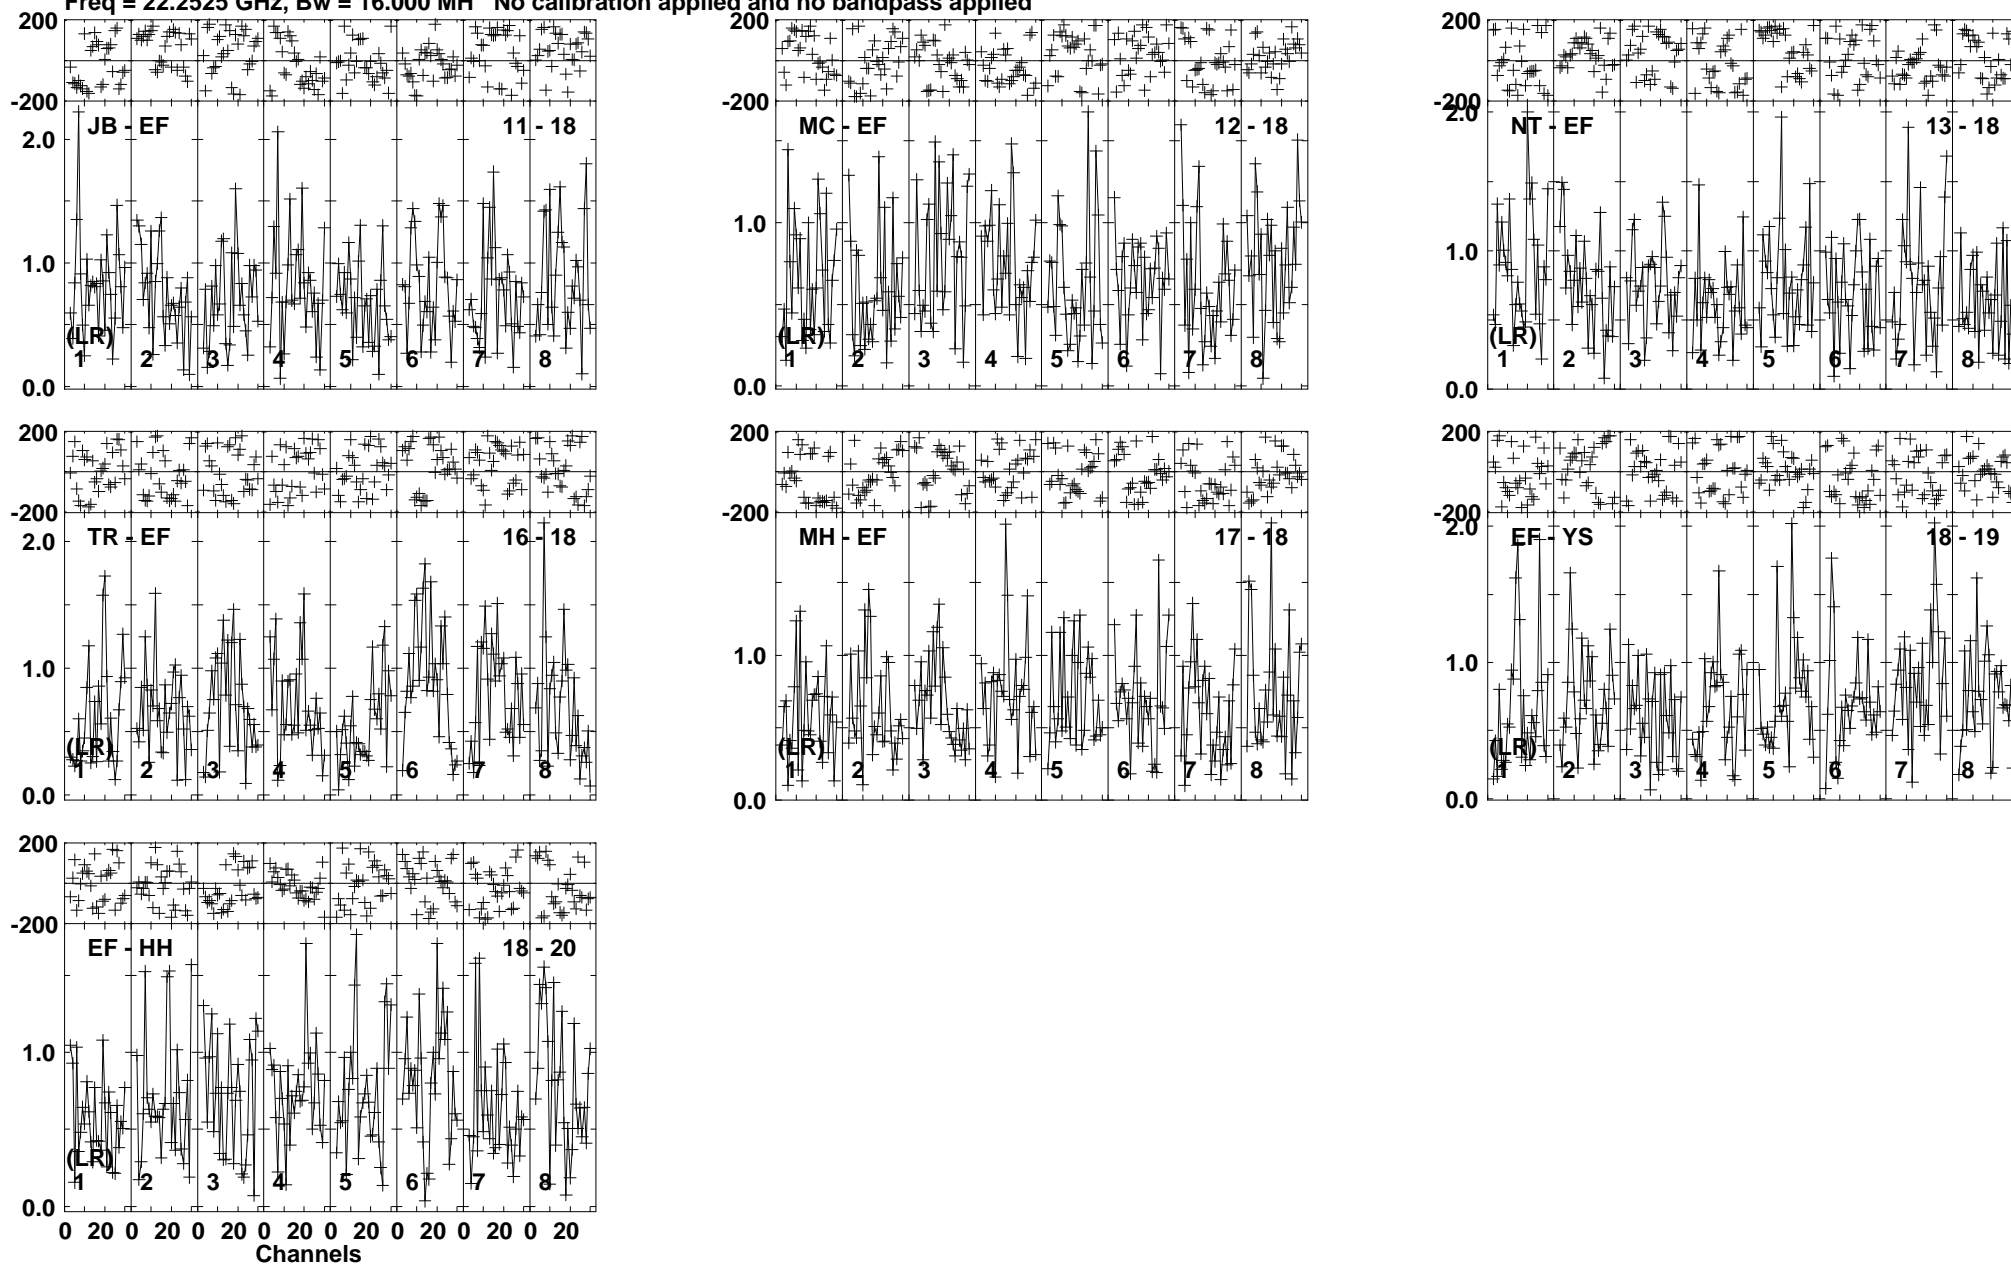 Freq = 22.2525 GHz, Bw = 16.000 MH   No calibration applied and no bandpass applied
200
-200
JB - EF 11 - 18
2.0
1.0
0.0
(LR)
1 2 3 4 5 6 7 8
200
-200
MC - EF 12 - 18
1.0
0.0
(LR)
1 2 3 4 5 6 7 8
200
-200
NT - EF 13 - 18
2.0
1.0
0.0
(LR)
1 2 3 4 5 6 7 8
200
-200
TR - EF 16 - 18
2.0
1.0
0.0
(LR)
1 2 3 4 5 6 7 8
200
-200
MH - EF 17 - 18
1.0
0.0
(LR)
1 2 3 4 5 6 7 8
200
-200
EF - YS 18 - 19
2.0
1.0
0.0
(LR)
1 2 3 4 5 6 7 8
200
-200
EF - HH 18 - 20
1.0
0.0
(LR)
1 2 3 4 5 6 7 8
0 20 0 20 0 20 0 20 0 20 0 20 0 20 0 20
Channels